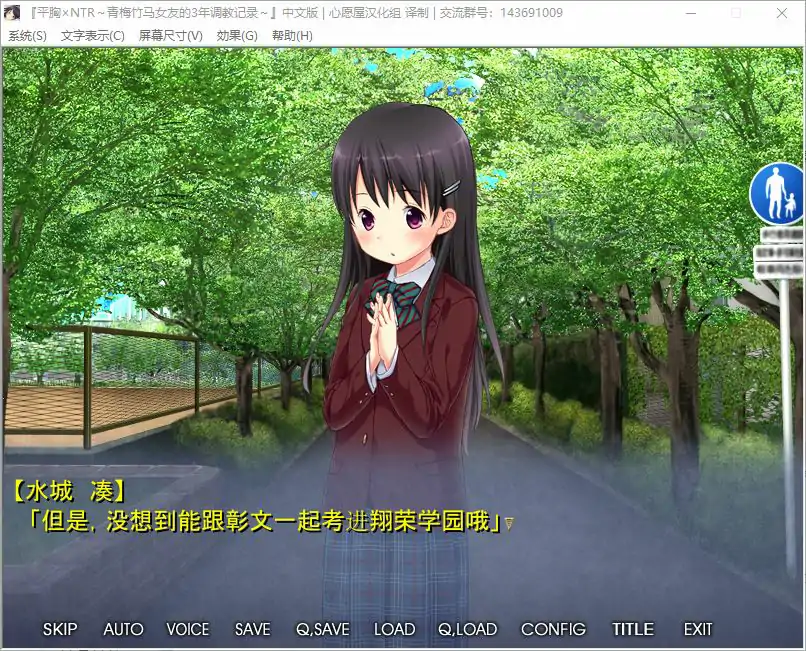 『平胸×NTR～青梅竹马女友的3年调教记录～』中文版 | 心愿屋汉化组 译制 | 交流群号：143691009
系统(S) 文字表示(C) 屏幕尺寸(V) 效果(G) 帮助(H)
【水城 凑】
「但是，没想到能跟彰文一起考进翔荣学园哦」
SKIP AUTO VOICE SAVE Q,SAVE LOAD Q,LOAD CONFIG TITLE EXIT